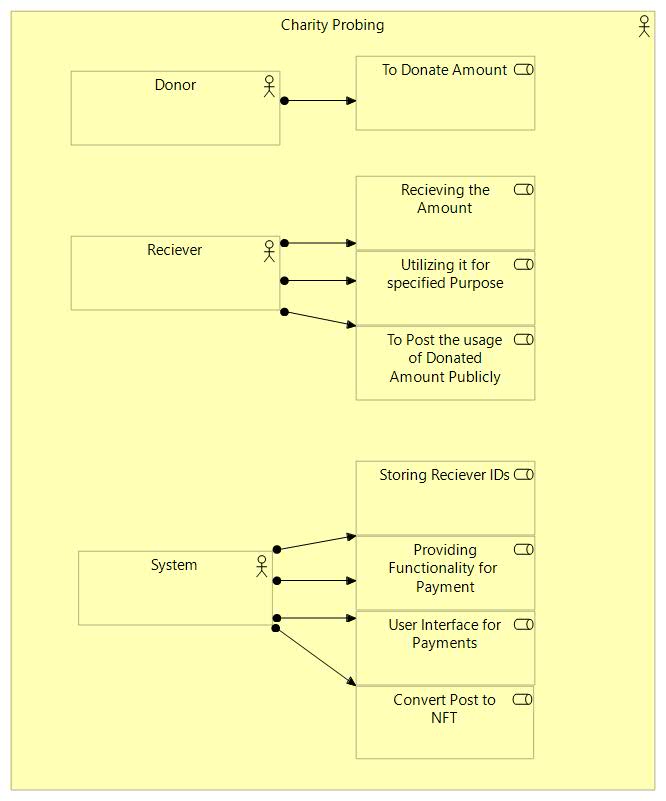 Charity Probing
Donor
To Donate Amount
Reciever
Recieving the
Amount
Utilizing it for
specified Purpose
To Post the usage
of Donated
Amount Publicly
System
Storing Reciever IDs
Providing
Functionality for
Payment
User Interface for
Payments
Convert Post to
NFT